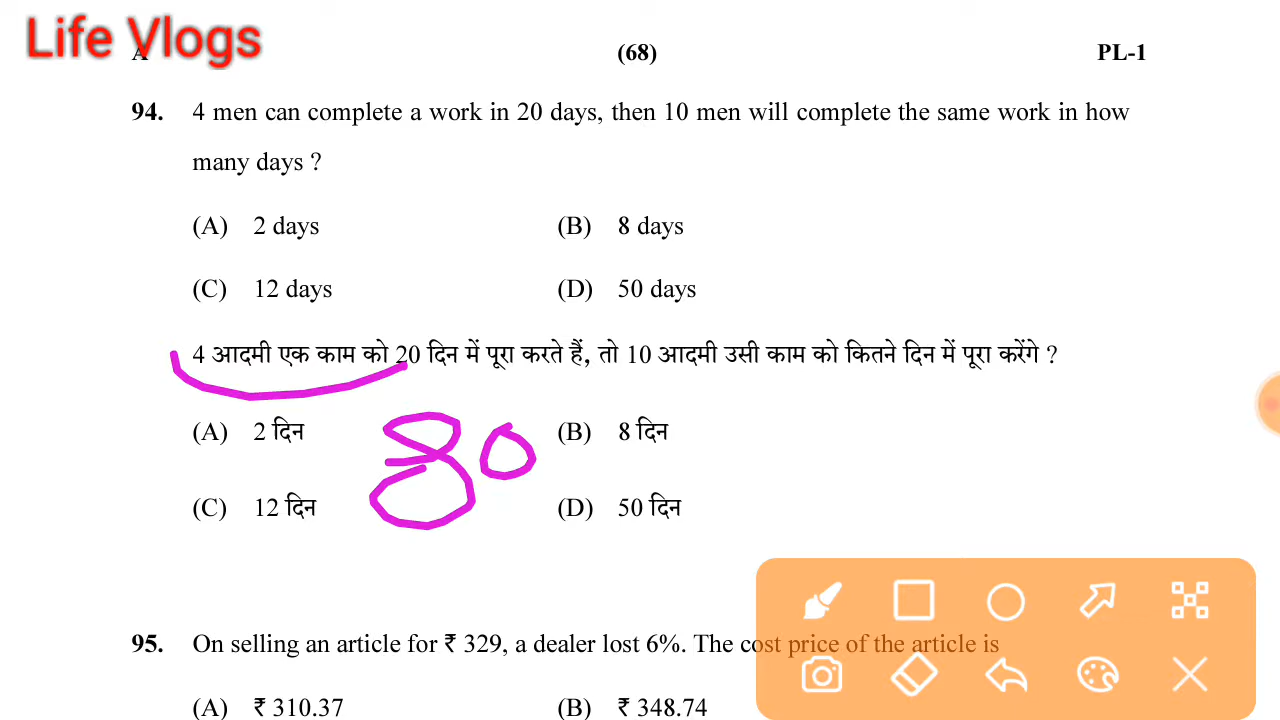 Life Vlogs
A (68) PL-1
94. 4 men can complete a work in 20 days, then 10 men will complete the same work in how
many days ?
(A) 2 days (B) 8 days
(C) 12 days (D) 50 days
4 आदमी एक काम को 20 दिन में पूरा करते हैं, तो 10 आदमी उसी काम को कितने दिन में पूरा करेंगे ?
(A) 2 दिन (B) 8 दिन
80
(C) 12 दिन (D) 50 दिन
95. On selling an article for ₹ 329, a dealer lost 6%. The cost price of the article is
(A) ₹ 310.37 (B) ₹ 348.74